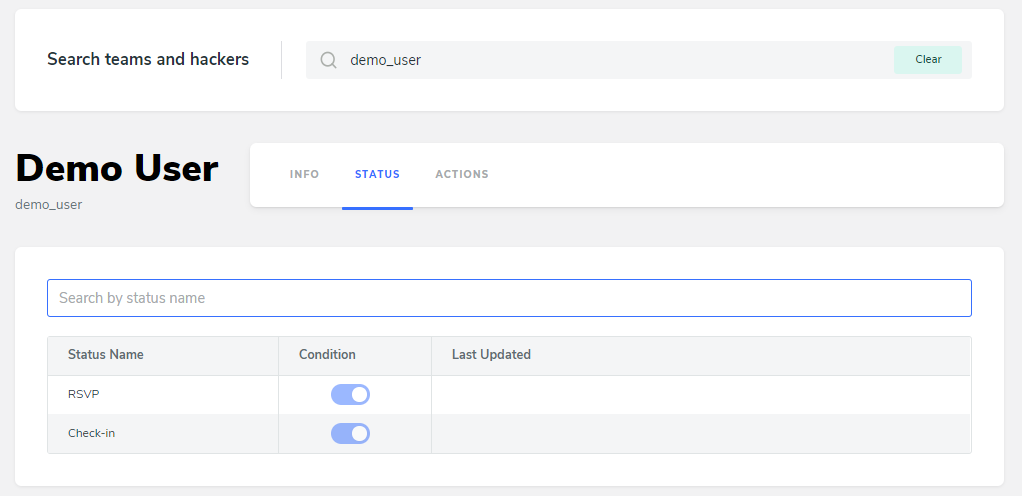 Search teams and hackers
demo_user
Clear
Demo User
demo_user
INFO STATUS ACTIONS
Search by status name
Status Name Condition Last Updated
RSVP
Check-in